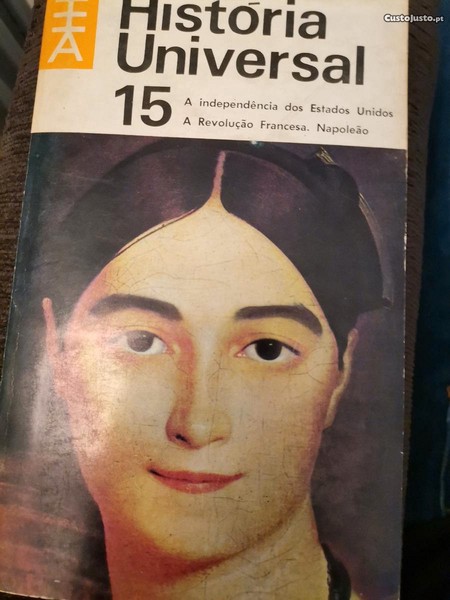 CustoJusto.pt
História
Universal
15
A independência dos Estados Unidos
A Revolução Francesa. Napoleão